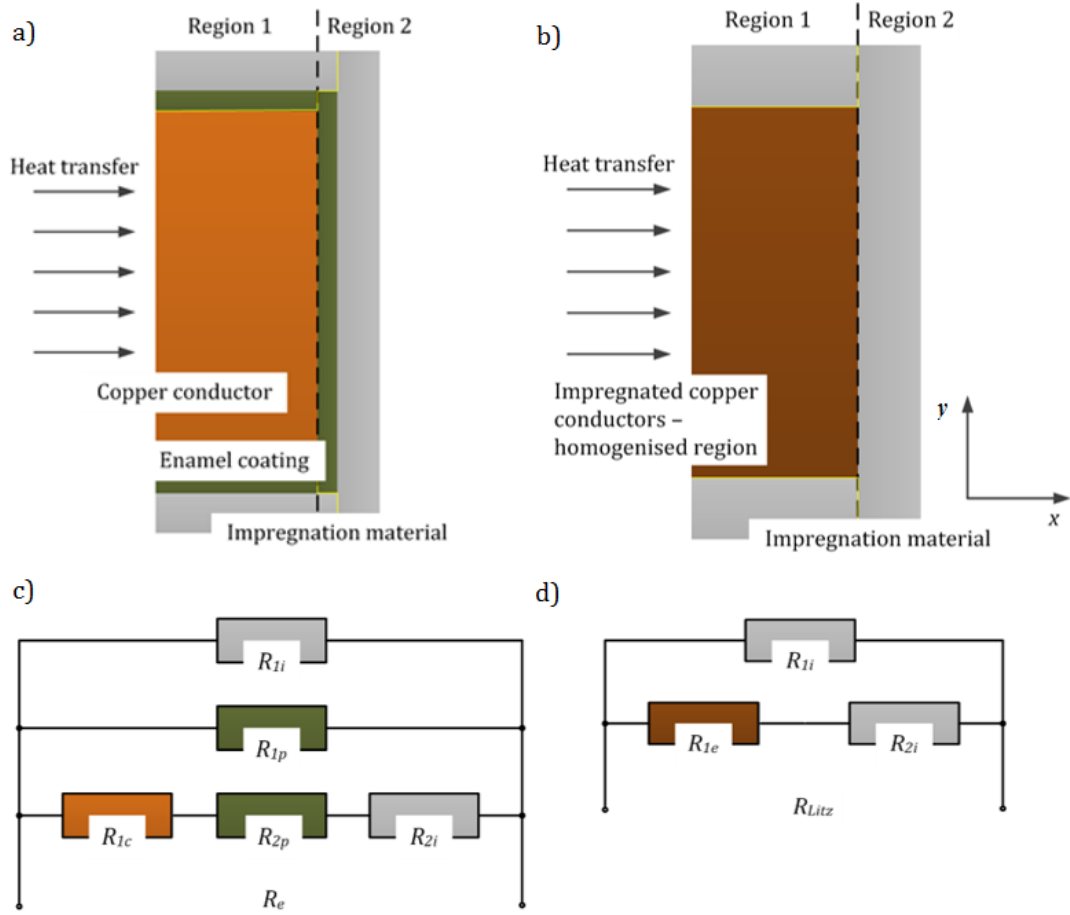 a)
Region 1
Region 2
Heat transfer
Copper conductor
Enamel coating
Impregnation material
b)
Region 1
Region 2
Heat transfer
Impregnated copper
conductors –
homogenised region
Impregnation material
y
x
c)
R1i
R1p
R1c
R2p
R2i
Re
d)
R1i
R1e
R2i
RLitz